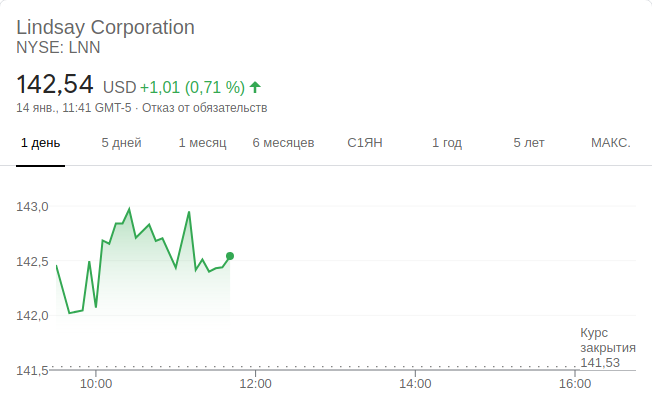 Lindsay Corporation
NYSE: LNN
142,54 USD +1,01 (0,71 %)
14 янв., 11:41 GMT-5 · Отказ от обязательств
1 день 5 дней 1 месяц 6 месяцев С1ЯН 1 год 5 лет МАКС.
143,0
142,5
142,0
Курс
закрытия
141,53
141,5
10:00 12:00 14:00 16:00